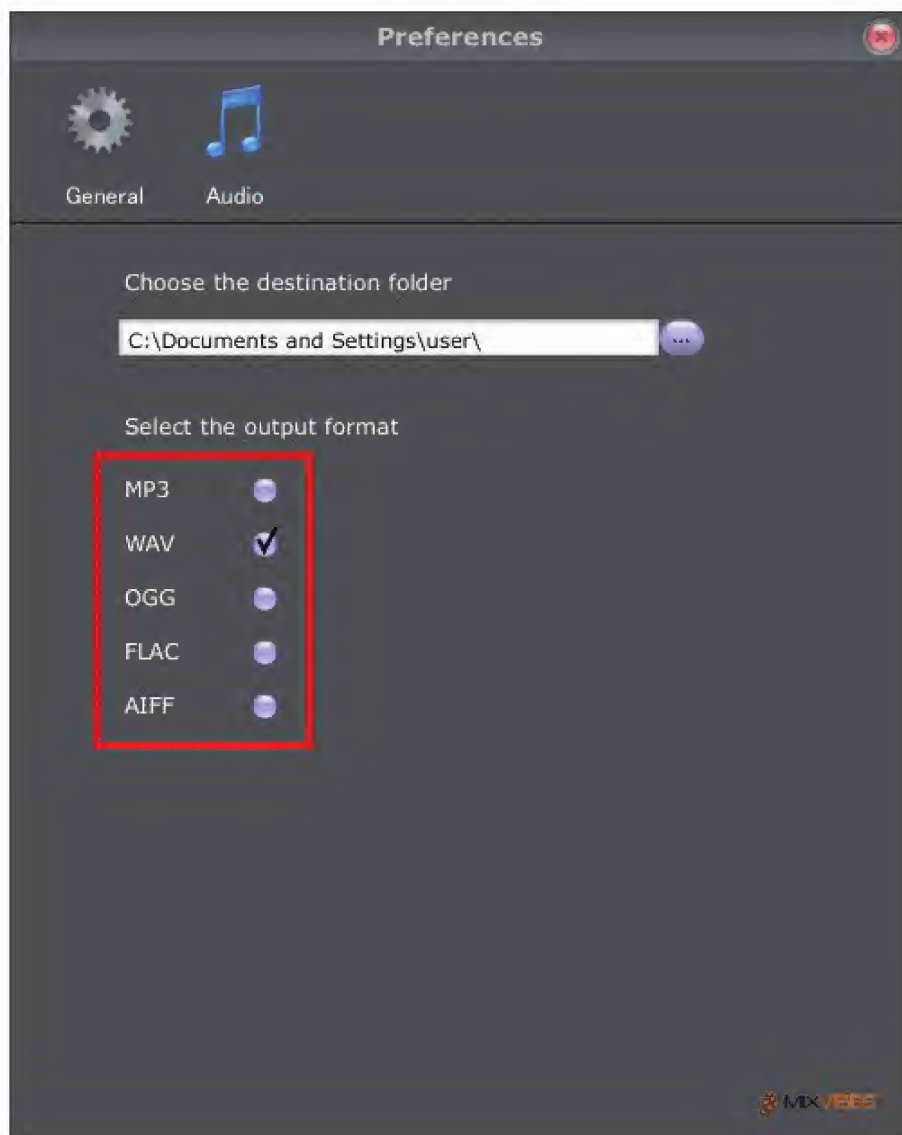 Preferences
General Audio
Choose the destination folder
C:\Documents and Settings\user\
...
Select the output format
MP3
WAV
OGG
FLAC
AIFF
MIXVIBES